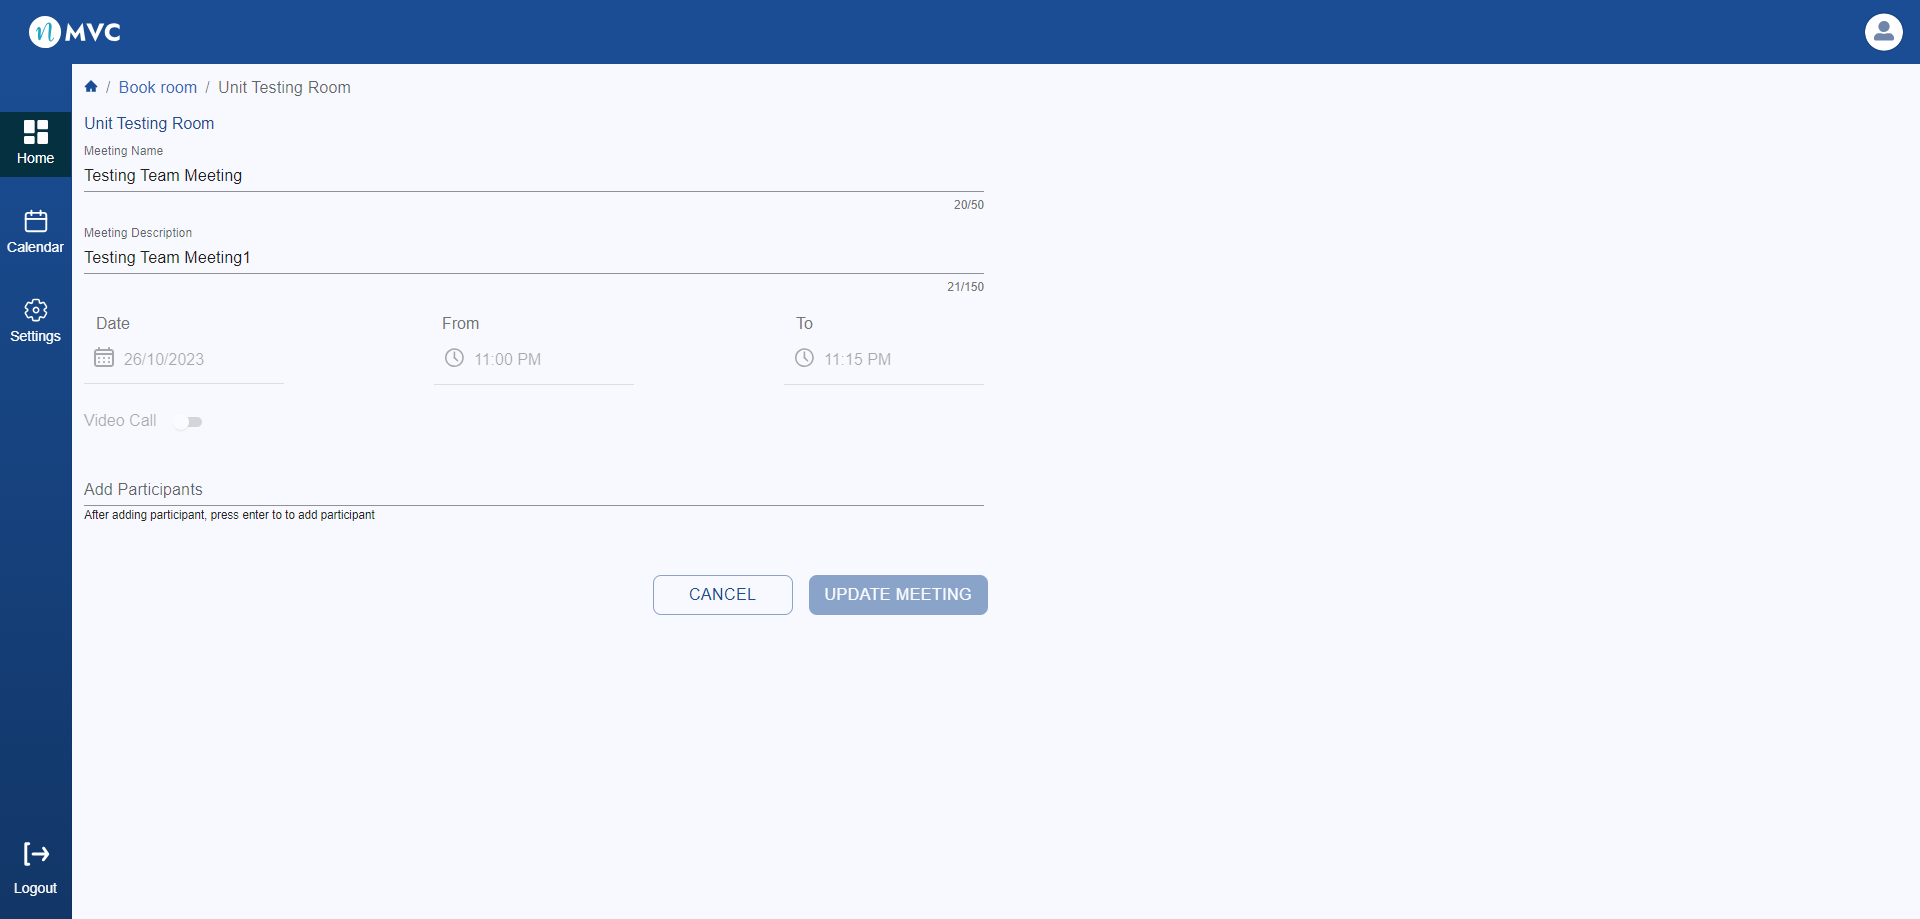 n MVC
/ Book room / Unit Testing Room
Unit Testing Room
Meeting Name
Testing Team Meeting
20/50
Meeting Description
Testing Team Meeting1
21/150
Date From To
26/10/2023 11:00 PM 11:15 PM
Video Call
Add Participants
After adding participant, press enter to to add participant
CANCEL UPDATE MEETING
Home
Calendar
Settings
Logout